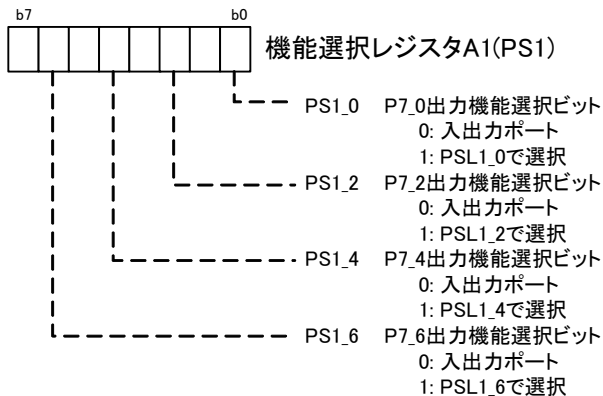 b7 b0
機能選択レジスタA1(PS1)
PS1_0 P7_0出力機能選択ビット
0: 入出力ポート
1: PSL1_0で選択
PS1_2 P7_2出力機能選択ビット
0: 入出力ポート
1: PSL1_2で選択
PS1_4 P7_4出力機能選択ビット
0: 入出力ポート
1: PSL1_4で選択
PS1_6 P7_6出力機能選択ビット
0: 入出力ポート
1: PSL1_6で選択